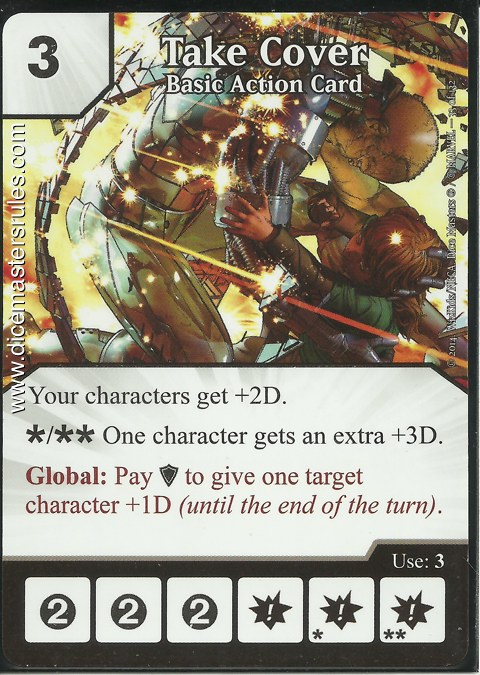 3
Take Cover
Basic Action Card
www.dicemastersrules.com
Your characters get +2D.
*/** One character gets an extra +3D.
Global: Pay to give one target
character +1D (until the end of the turn).
Use: 3
2 2 2 ! ! !
* **